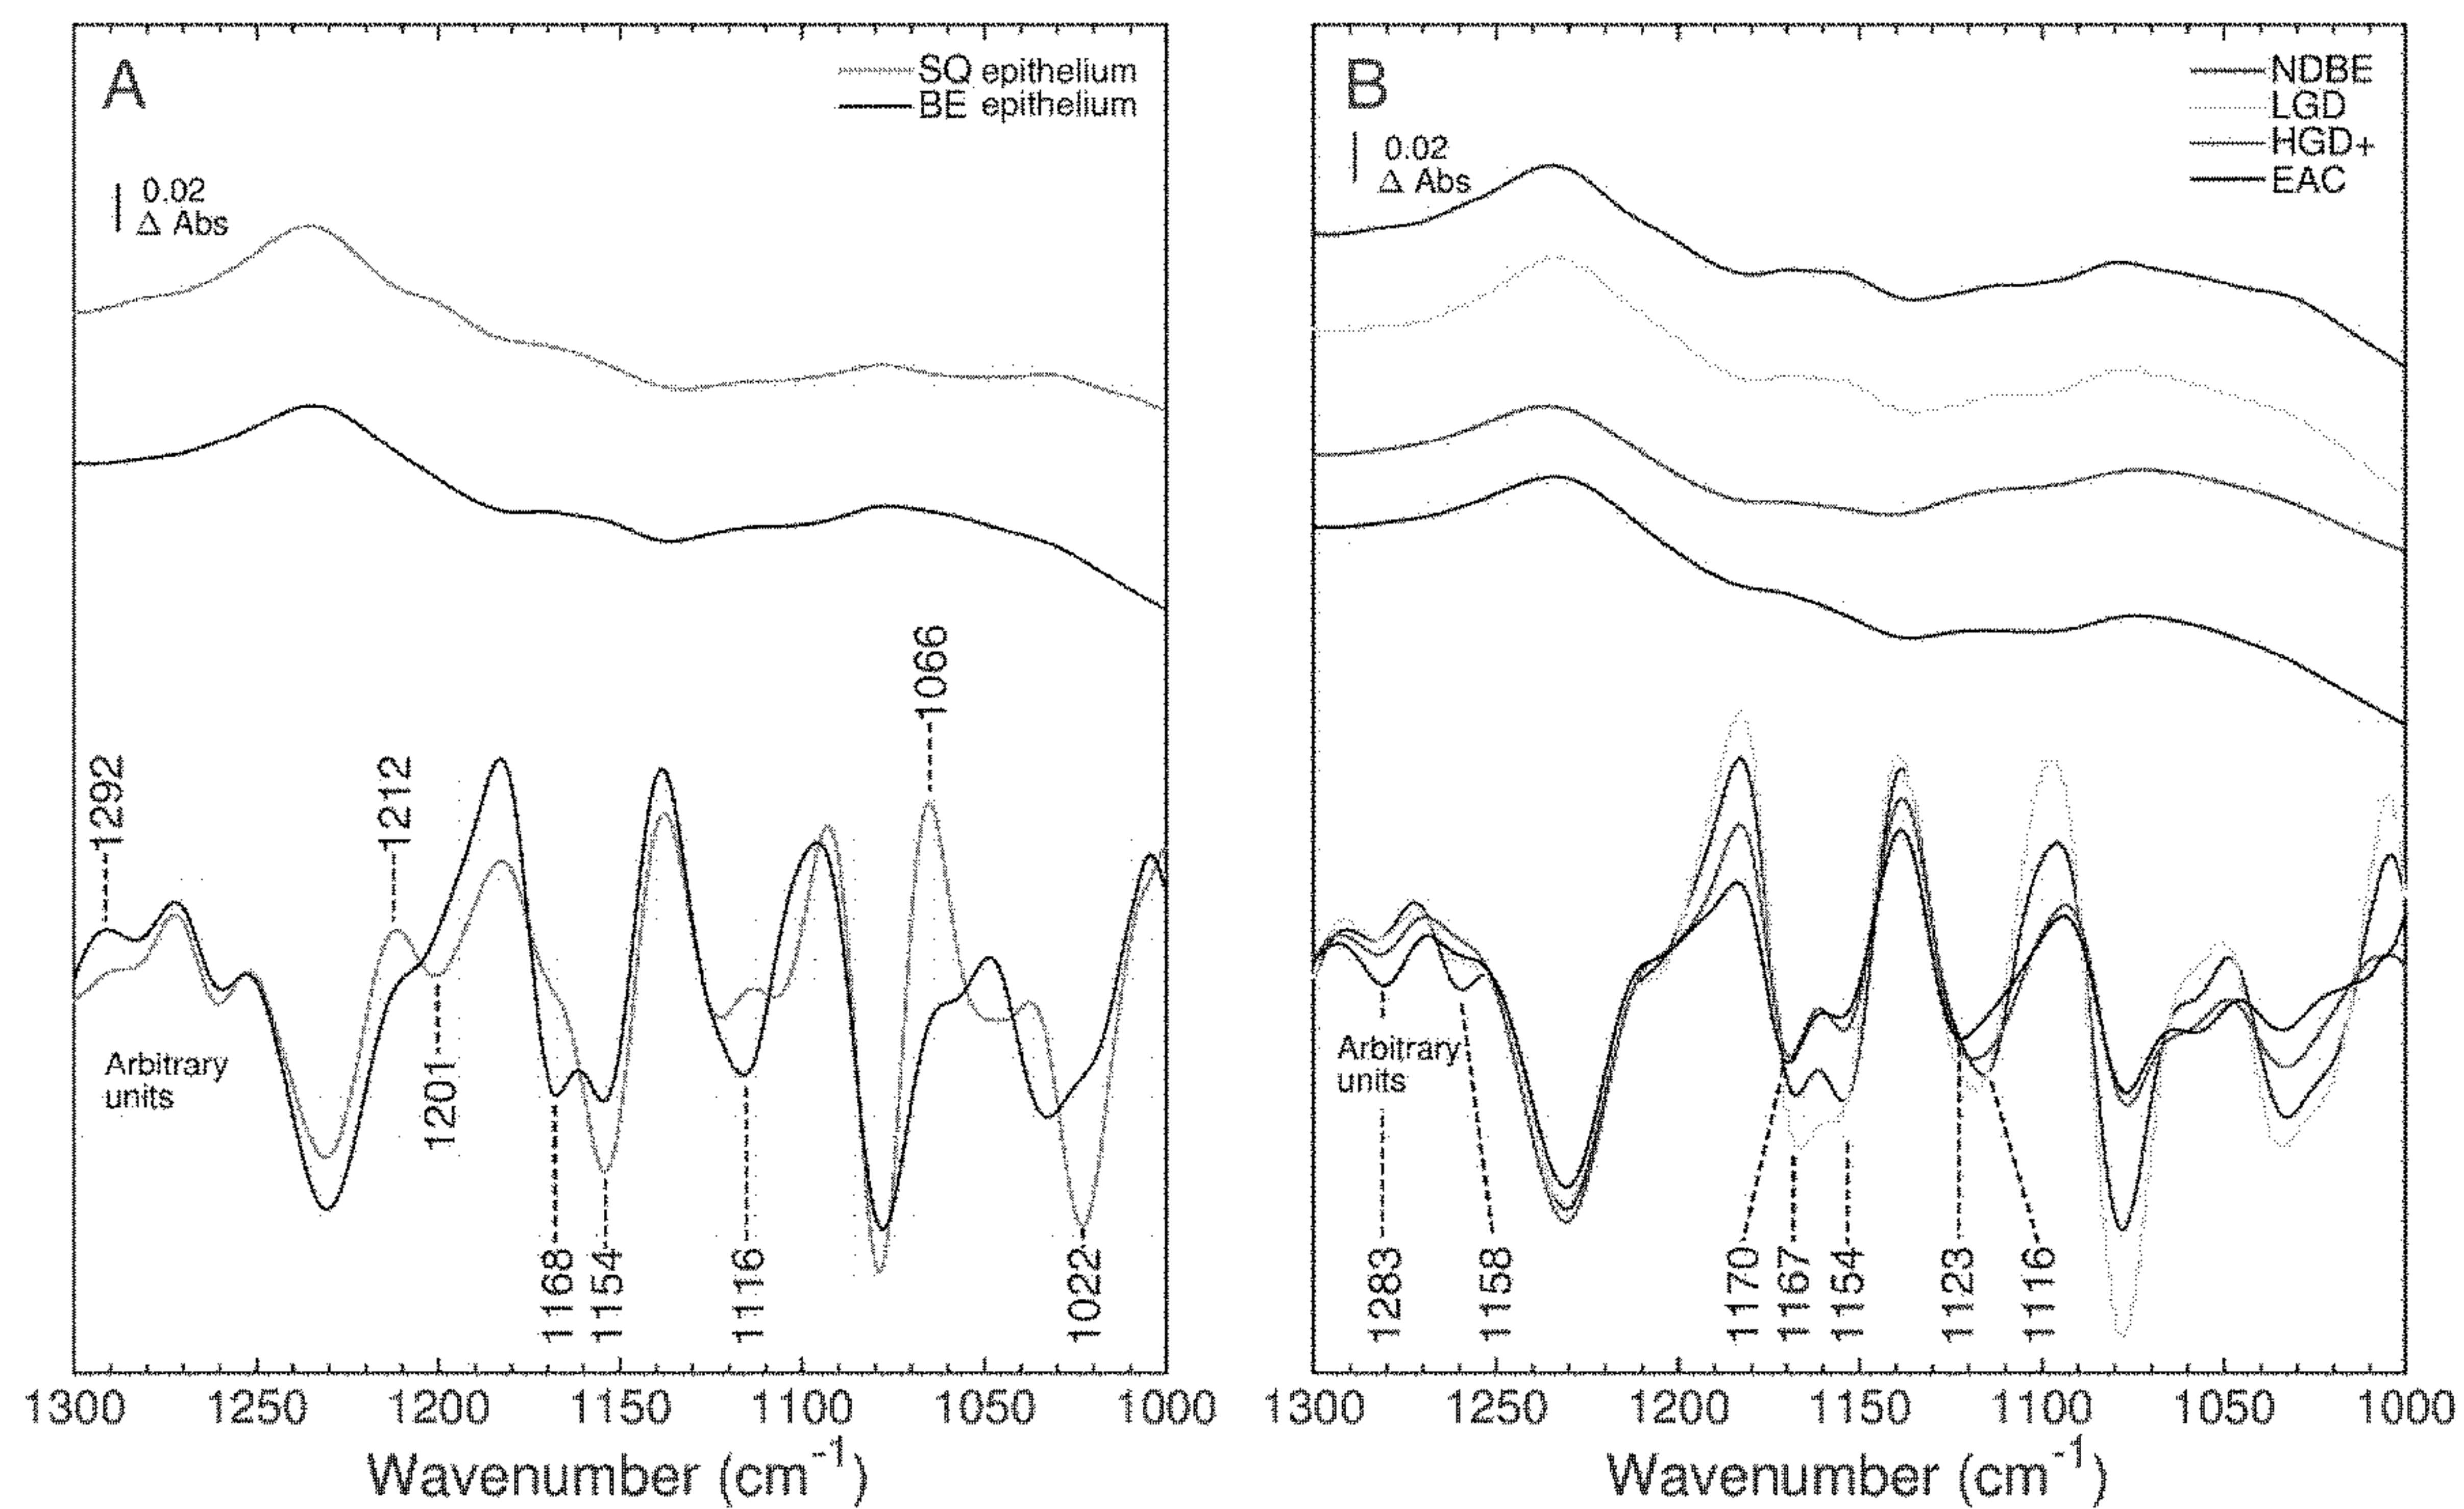 A
SQ epithelium
BE epithelium
0.02
Δ Abs
1066
1292
1212
1201
Arbitrary
units
1168
1154
1116
1022
1300 1250 1200 1150 1100 1050 1000
Wavenumber (cm⁻¹)
B
NDBE
LGD
HGD+
EAC
0.02
Δ Abs
Arbitrary
units
1283
1158
1170
1167
1154
1123
1116
1300 1250 1200 1150 1100 1050 1000
Wavenumber (cm⁻¹)